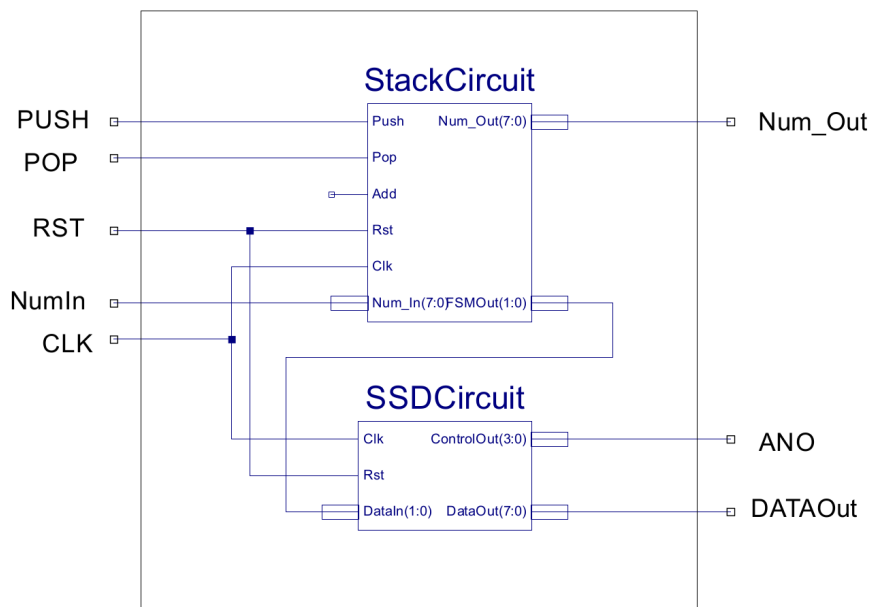 StackCircuit
PUSH
Push
Num_Out(7:0)
Num_Out
POP
Pop
Add
RST
Rst
Clk
NumIn
Num_In(7:0)
FSMOut(1:0)
CLK
SSDCircuit
Clk
ControlOut(3:0)
ANO
Rst
DataIn(1:0)
DataOut(7:0)
DATAOut